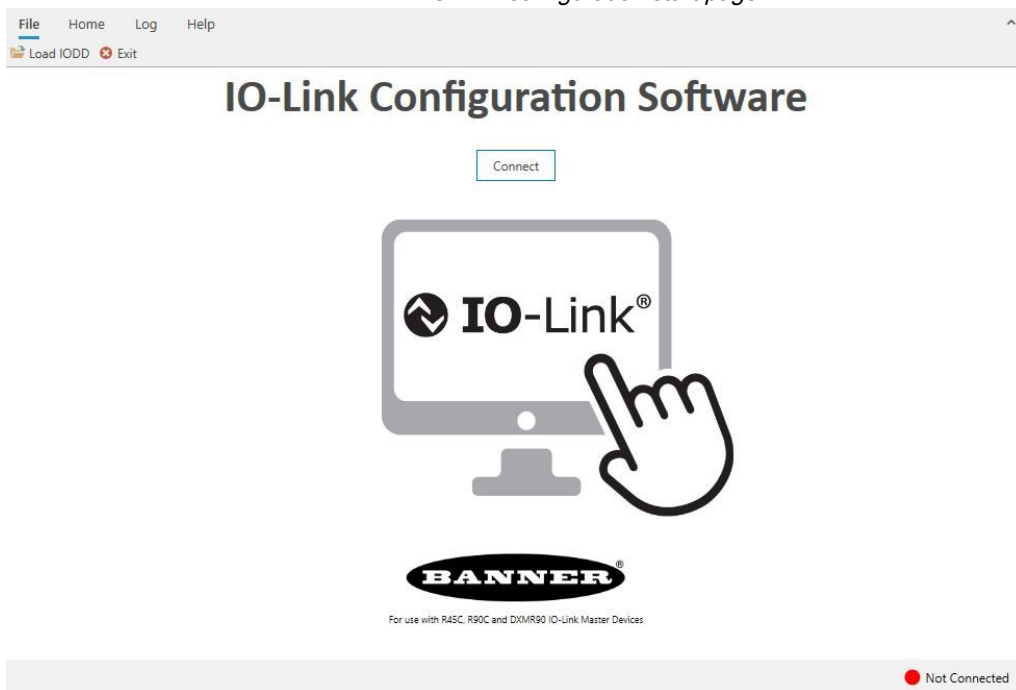 File Home Log Help
Load IODD Exit
IO-Link Configuration Software
Connect
IO-Link®
BANNER®
For use with R45C, R90C and DXMR90 IO-Link Master Devices
Not Connected